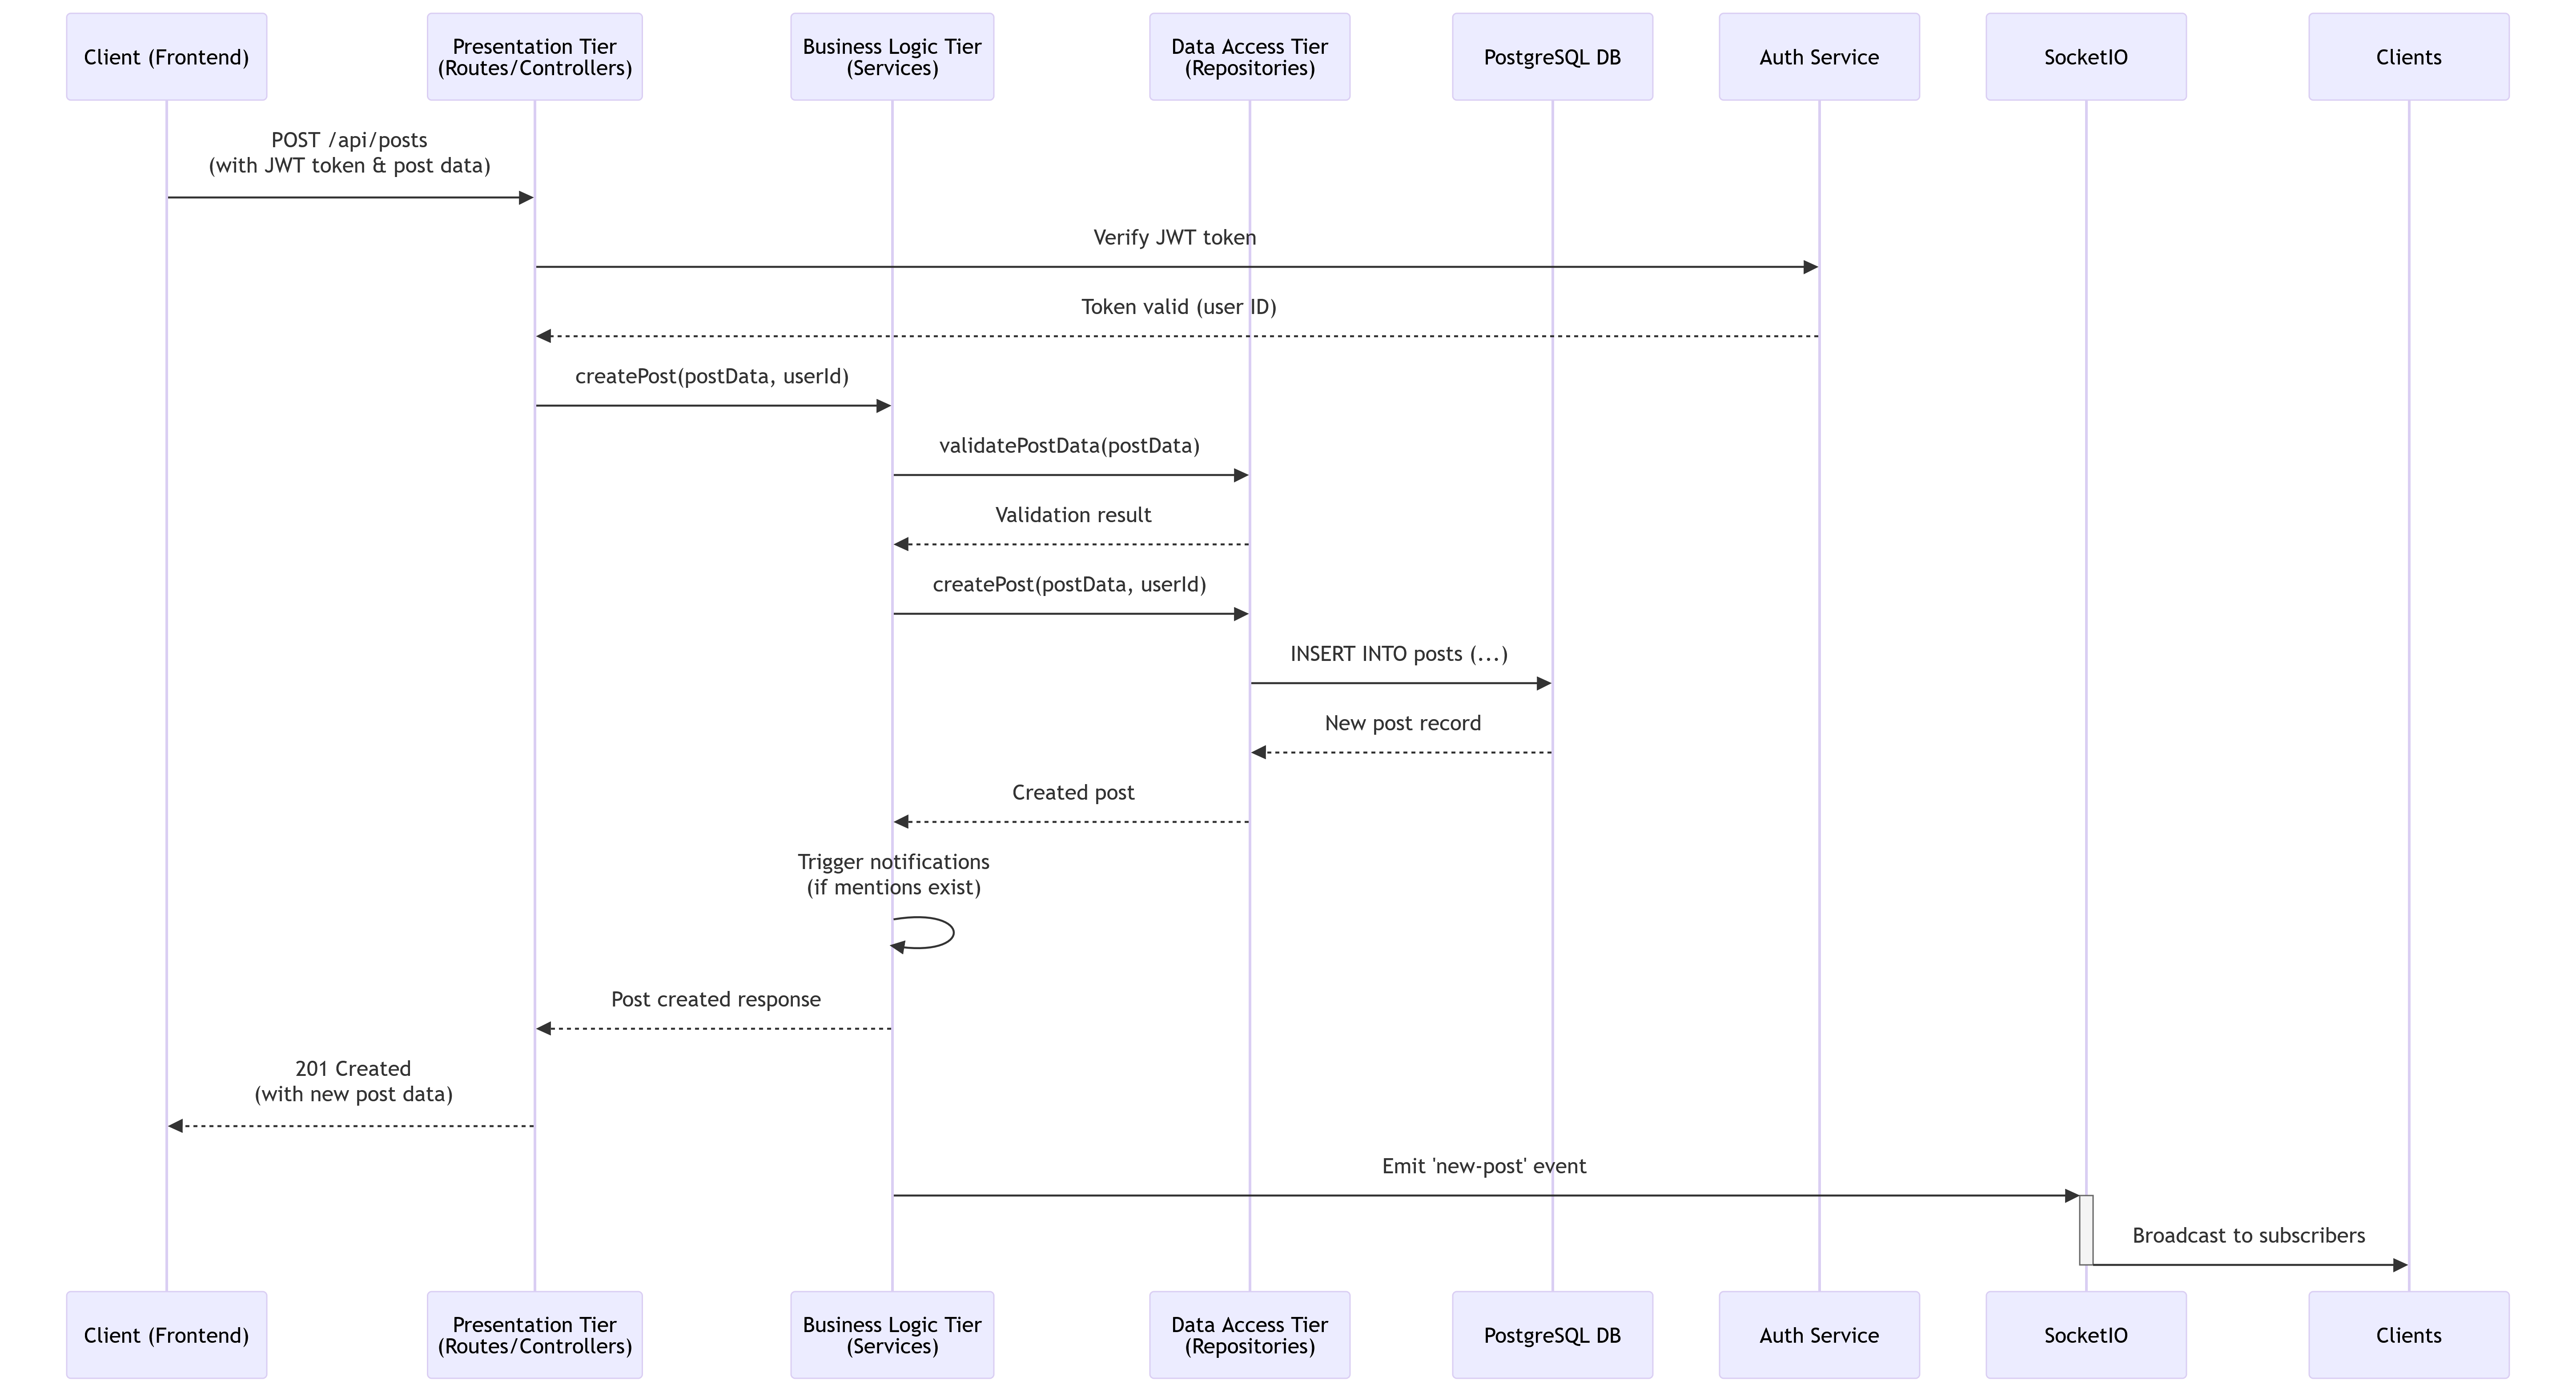 Client (Frontend)
Presentation Tier
(Routes/Controllers)
Business Logic Tier
(Services)
Data Access Tier
(Repositories)
PostgreSQL DB
Auth Service
SocketIO
Clients
POST /api/posts
(with JWT token & post data)
Verify JWT token
Token valid (user ID)
createPost(postData, userId)
validatePostData(postData)
Validation result
createPost(postData, userId)
INSERT INTO posts (...)
New post record
Created post
Trigger notifications
(if mentions exist)
Post created response
201 Created
(with new post data)
Emit 'new-post' event
Broadcast to subscribers
Client (Frontend)
Presentation Tier
(Routes/Controllers)
Business Logic Tier
(Services)
Data Access Tier
(Repositories)
PostgreSQL DB
Auth Service
SocketIO
Clients